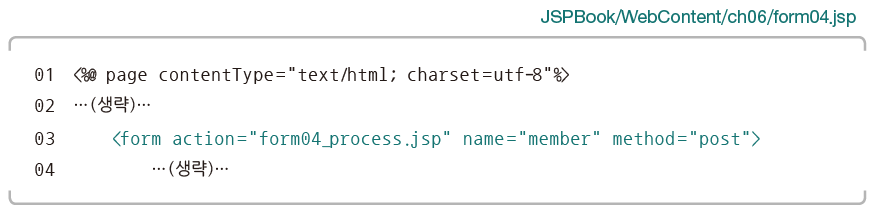 JSPBook/WebContent/ch06/form04.jsp
01 <%@ page contentType="text/html; charset=utf-8"%>
02 …(생략)…
03 <form action="form04_process.jsp" name="member" method="post">
04 …(생략)…